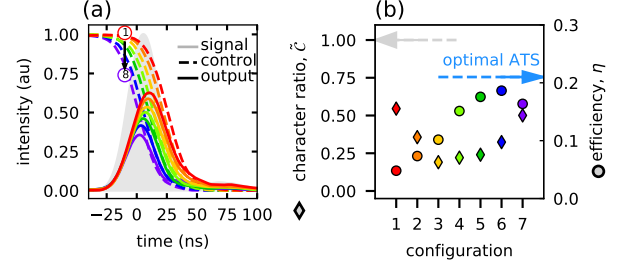 (a)
intensity (au)
1.00
0.75
0.50
0.25
0.00
1
8
signal
control
output
−25 0 25 50 75 100
time (ns)
(b)
character ratio, C̃
1.00
0.75
0.50
0.25
0.00
optimal ATS
0.3
0.2
0.1
0.0
efficiency, η
1 2 3 4 5 6 7
configuration